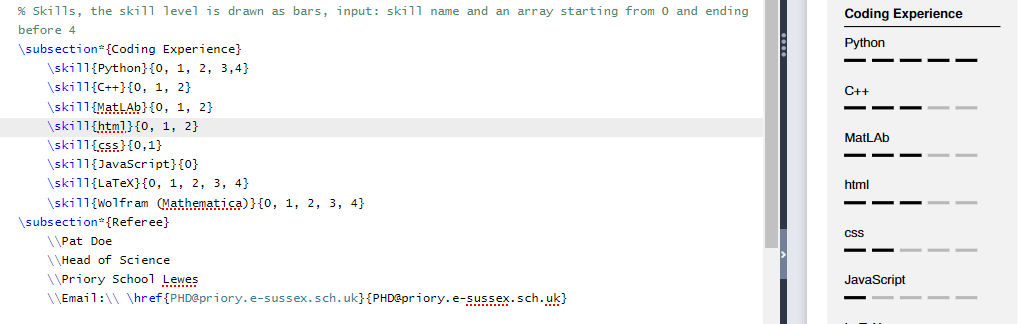 % Skills, the skill level is drawn as bars, input: skill name and an array starting from 0 and ending
before 4
\subsection*{Coding Experience}
\skill{Python}{0, 1, 2, 3,4}
\skill{C++}{0, 1, 2}
\skill{MatLAb}{0, 1, 2}
\skill{html}{0, 1, 2}
\skill{css}{0,1}
\skill{JavaScript}{0}
\skill{LaTeX}{0, 1, 2, 3, 4}
\skill{Wolfram (Mathematica)}{0, 1, 2, 3, 4}
\subsection*{Referee}
\\Pat Doe
\\Head of Science
\\Priory School Lewes
\\Email:\\ \href{PHD@priory.e-sussex.sch.uk}{PHD@priory.e-sussex.sch.uk}
Coding Experience
Python
C++
MatLAb
html
css
JavaScript